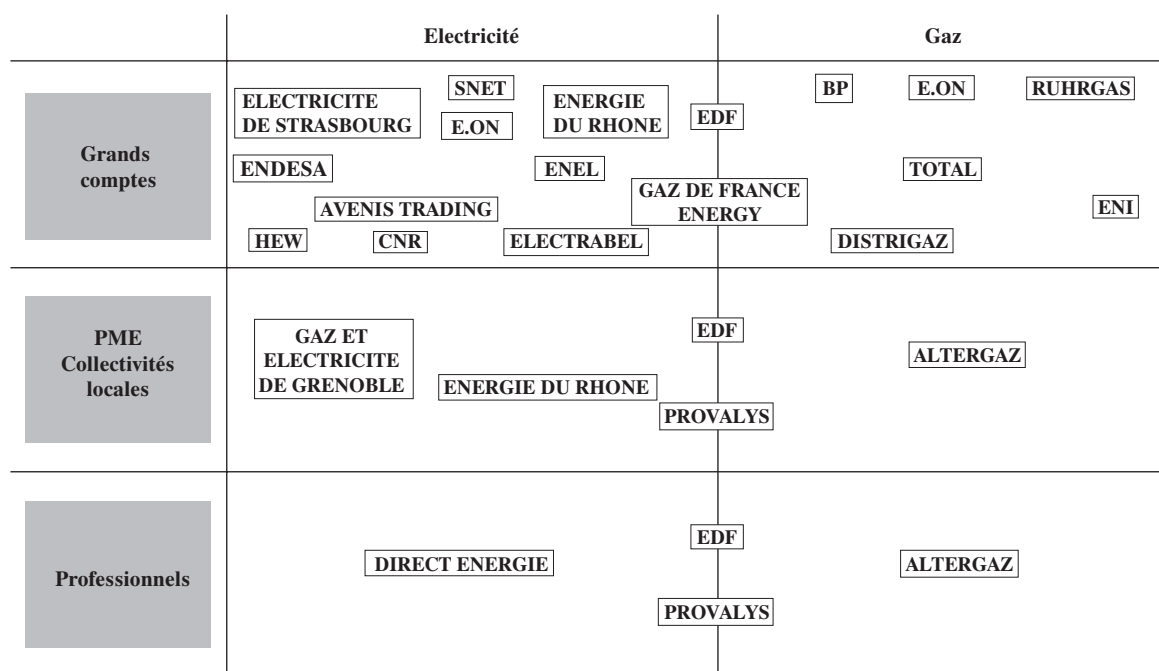 Electricité
Gaz
Grands
comptes
ELECTRICITE
DE STRASBOURG
SNET
E.ON
ENERGIE
DU RHONE
EDF
BP
E.ON
RUHRGAS
ENDESA
ENEL
TOTAL
GAZ DE FRANCE
ENERGY
AVENIS TRADING
ENI
HEW
CNR
ELECTRABEL
DISTRIGAZ
PME
Collectivités
locales
GAZ ET
ELECTRICITE
DE GRENOBLE
ENERGIE DU RHONE
EDF
PROVALYS
ALTERGAZ
Professionnels
DIRECT ENERGIE
EDF
PROVALYS
ALTERGAZ